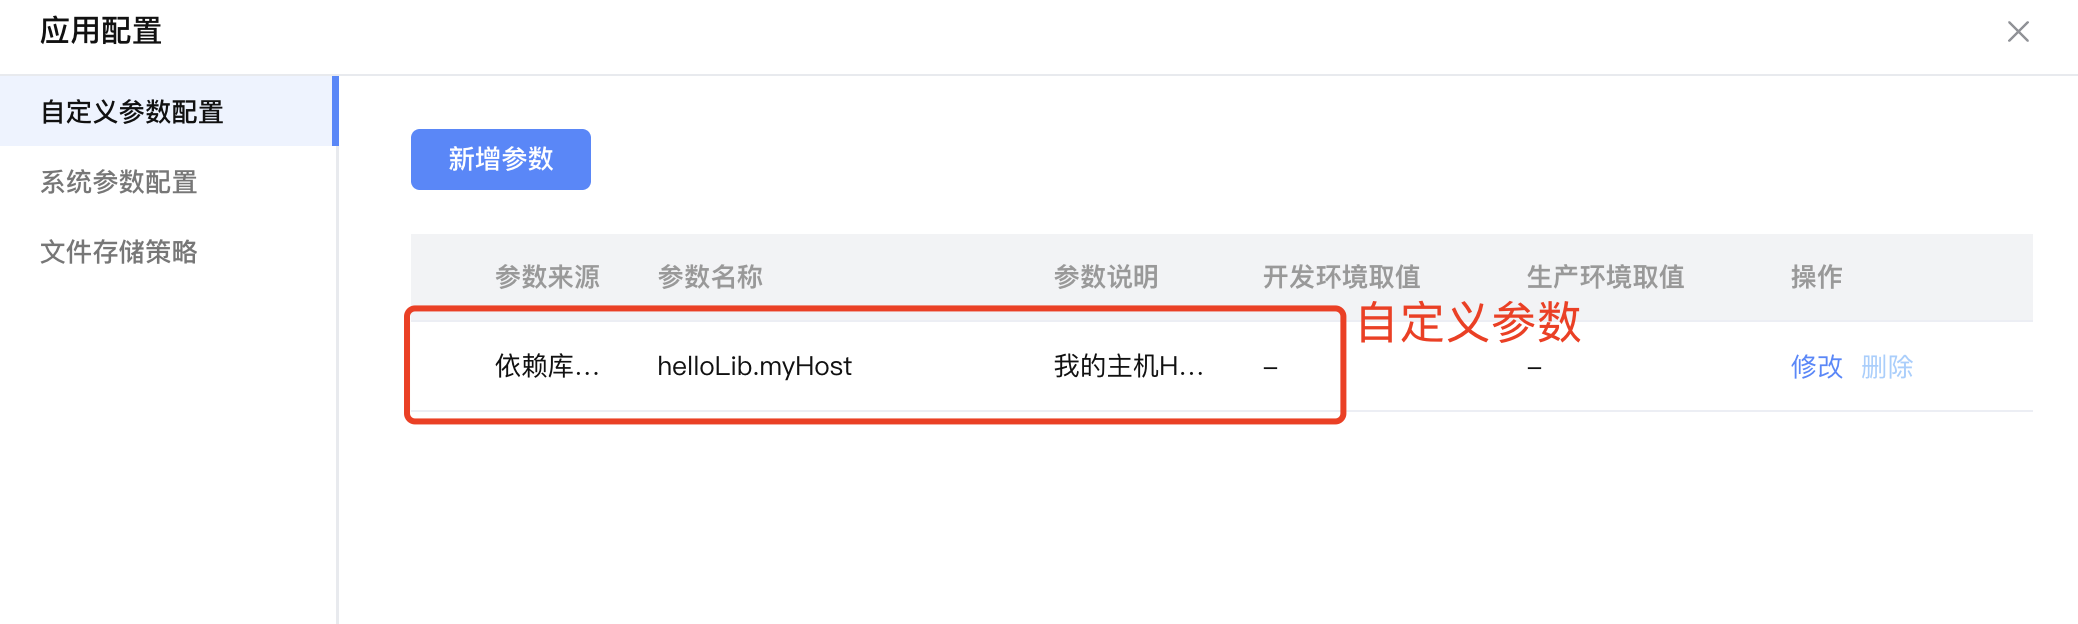 应用配置
自定义参数配置
系统参数配置
文件存储策略
新增参数
参数来源 参数名称 参数说明 开发环境取值 生产环境取值 操作
自定义参数
依赖库... helloLib.myHost 我的主机H... – – 修改 删除